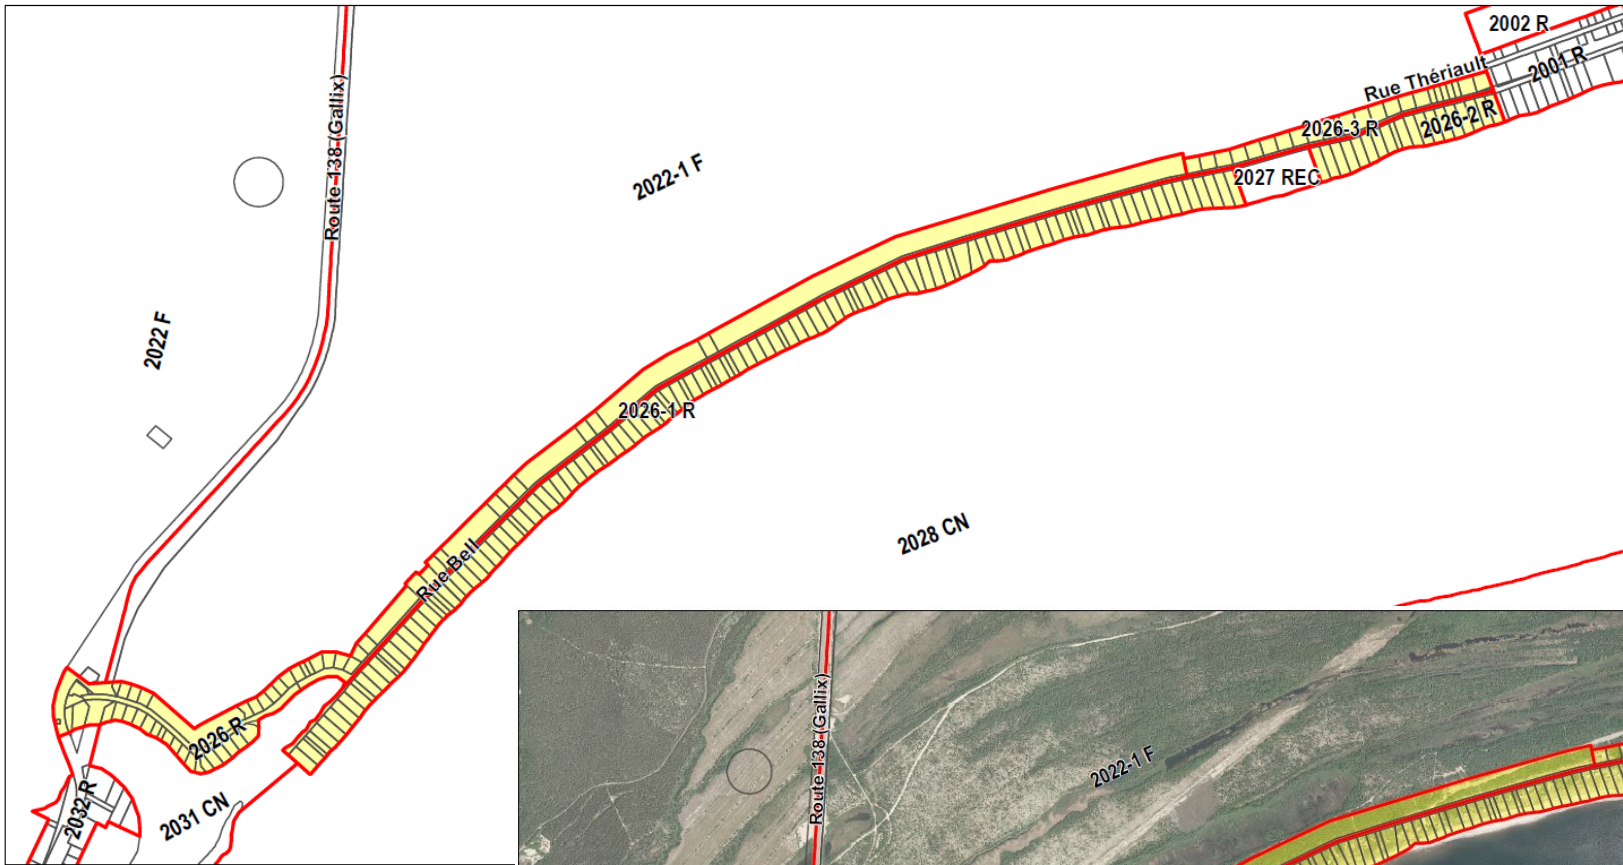 2002 R
2001 R
Rue Thériault
2026-3 R
2026-2 R
2027 REC
Route 138 (Gallix)
2022-1 F
2022 F
2026-1 R
2028 CN
Rue Bell
2026-R
2031 CN
2032 R
Route 138 (Gallix)
2022-1 F